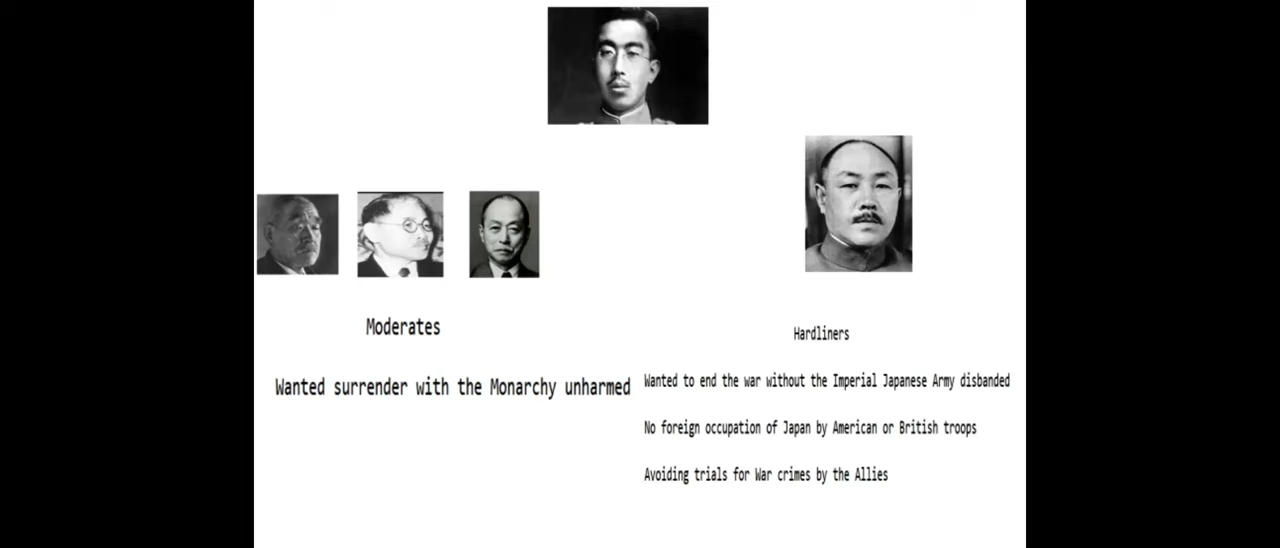 Moderates
Wanted surrender with the Monarchy unharmed
Hardliners
Wanted to end the war without the Imperial Japanese Army disbanded
No foreign occupation of Japan by American or British troops
Avoiding trials for War crimes by the Allies